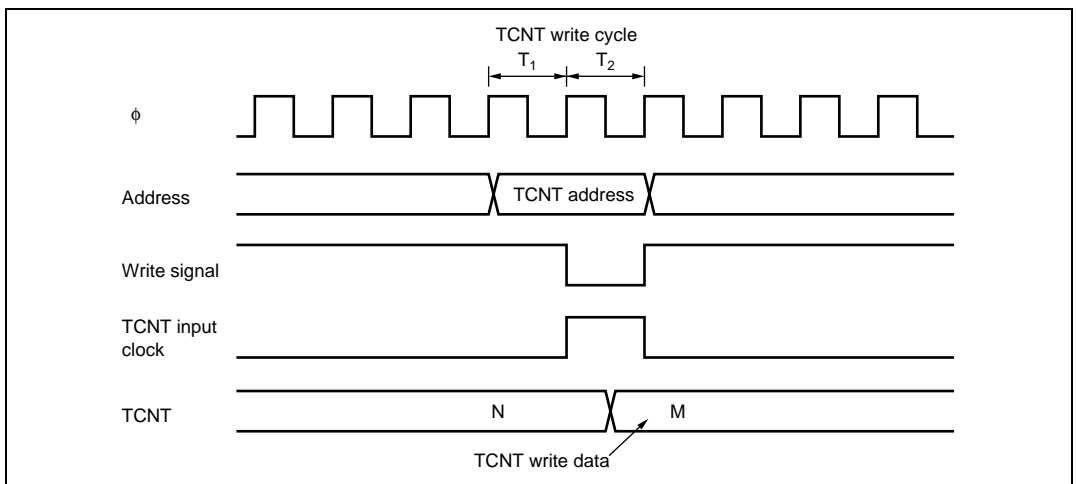 TCNT write cycle
T₁ T₂
ϕ
Address
TCNT address
Write signal
TCNT input
clock
TCNT
N
M
TCNT write data